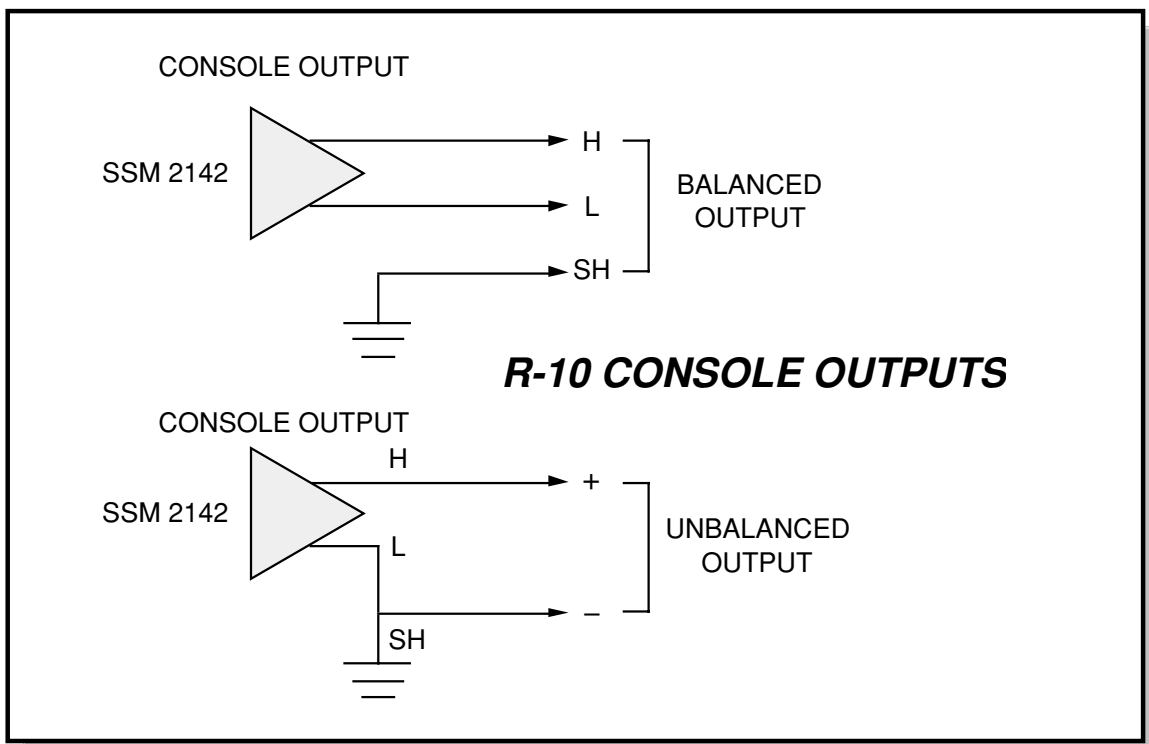 CONSOLE OUTPUT
H
SSM 2142
BALANCED
OUTPUT
L
SH
R-10 CONSOLE OUTPUTS
CONSOLE OUTPUT
H
+
SSM 2142
UNBALANCED
OUTPUT
L
–
SH